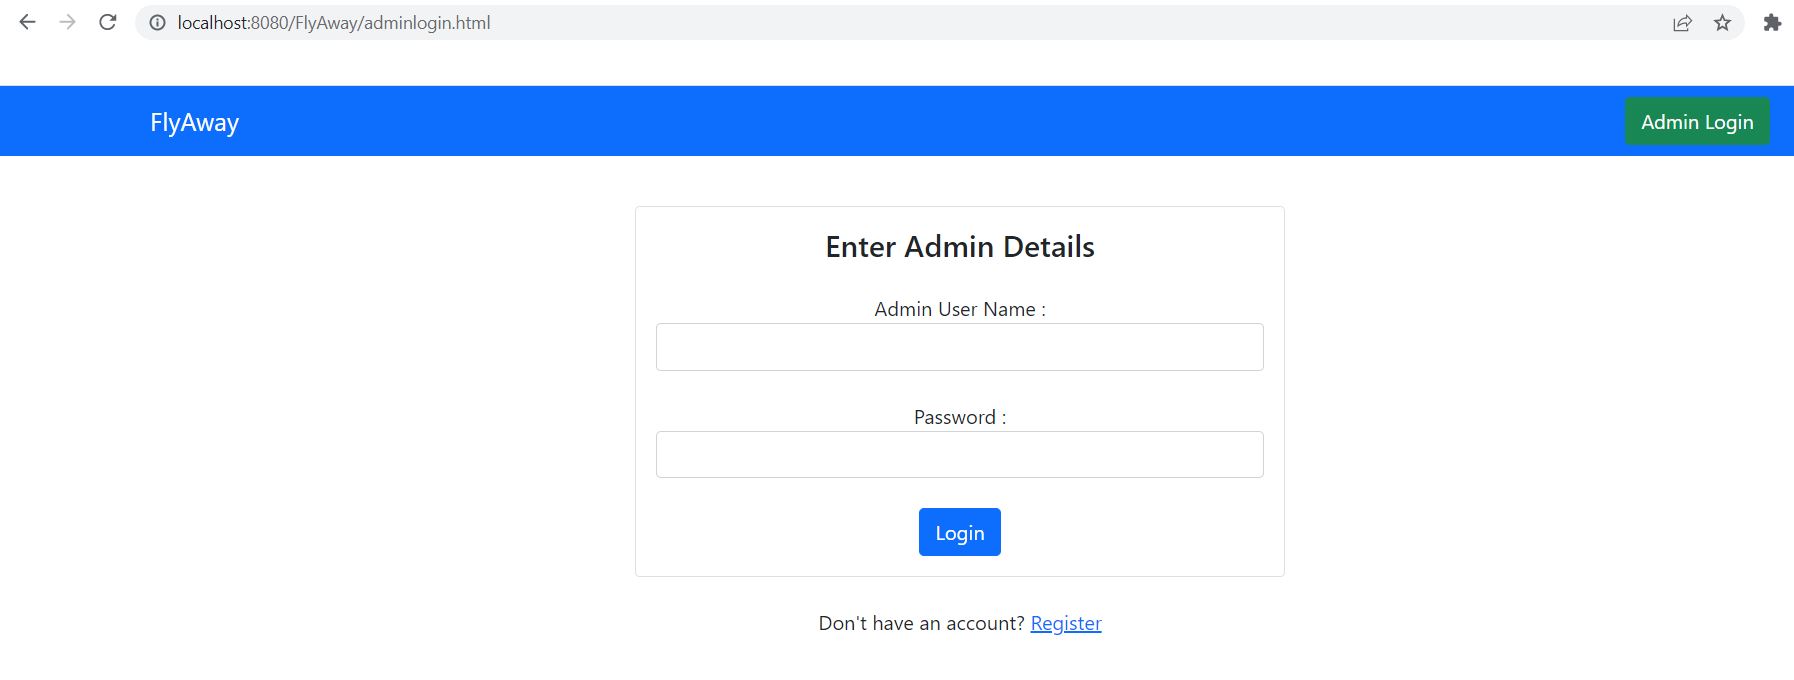 localhost:8080/FlyAway/adminlogin.html
FlyAway
Admin Login
Enter Admin Details
Admin User Name :
Password :
Login
Don't have an account? Register